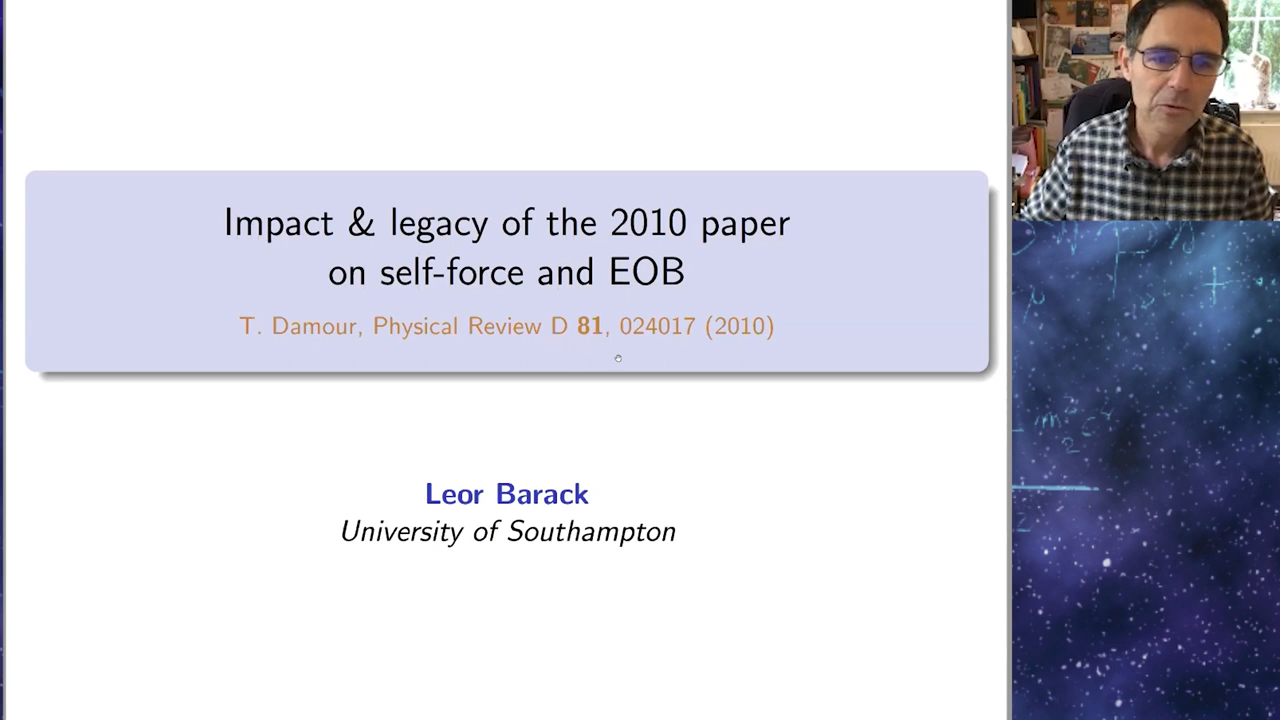 Impact & legacy of the 2010 paper
on self-force and EOB
T. Damour, Physical Review D 81, 024017 (2010)
Leor Barack
University of Southampton